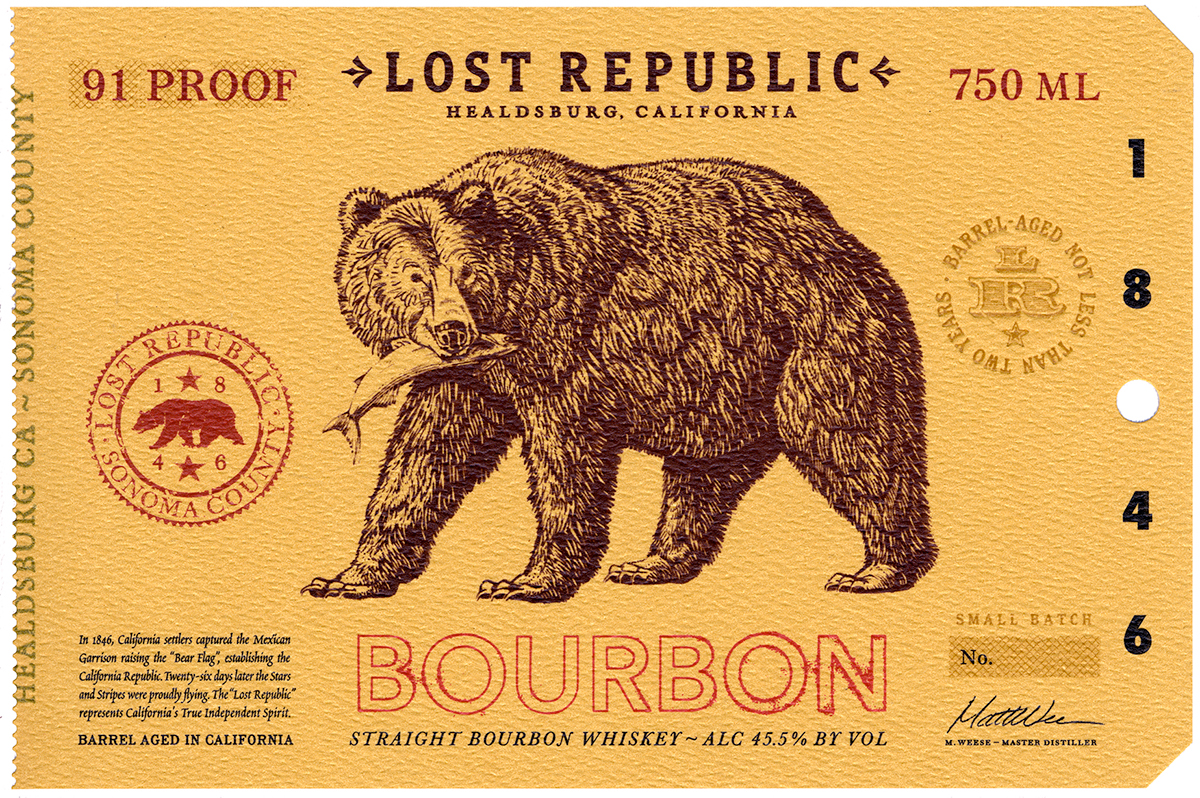 91 PROOF
LOST REPUBLIC
HEALDSBURG, CALIFORNIA
750 ML
HEALDSBURG CA ~ SONOMA COUNTY
1
8
4
6
BARREL-AGED NOT LESS THAN TWO YEARS
LRR
LOST REPUBLIC
1 8
4 6
SONOMA COUNTY
In 1846, California settlers captured the Mexican
Garrison raising the “Bear Flag”, establishing the
California Republic. Twenty-six days later the Stars
and Stripes were proudly flying. The “Lost Republic”
represents California's True Independent Spirit.
BARREL AGED IN CALIFORNIA
BOURBON
STRAIGHT BOURBON WHISKEY ~ ALC 45.5% BY VOL
SMALL BATCH
No.
Matt Wee
M. WEESE – MASTER DISTILLER